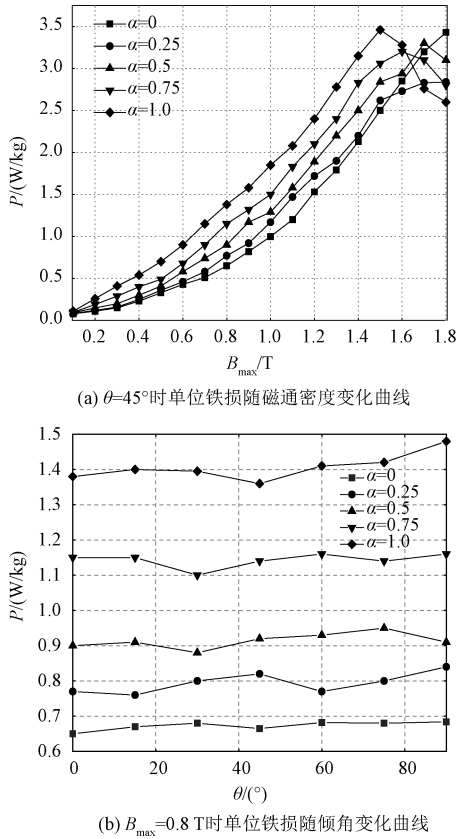 3.5
3.0
2.5
2.0
1.5
1.0
0.5
0.0
P/(W/kg)
α=0
α=0.25
α=0.5
α=0.75
α=1.0
0.2 0.4 0.6 0.8 1.0 1.2 1.4 1.6 1.8
Bmax/T
(a) θ=45°时单位铁损随磁通密度变化曲线
1.5
1.4
1.3
1.2
1.1
1.0
0.9
0.8
0.7
0.6
P/(W/kg)
α=0
α=0.25
α=0.5
α=0.75
α=1.0
0 20 40 60 80
θ/(°)
(b) Bmax=0.8 T时单位铁损随倾角变化曲线